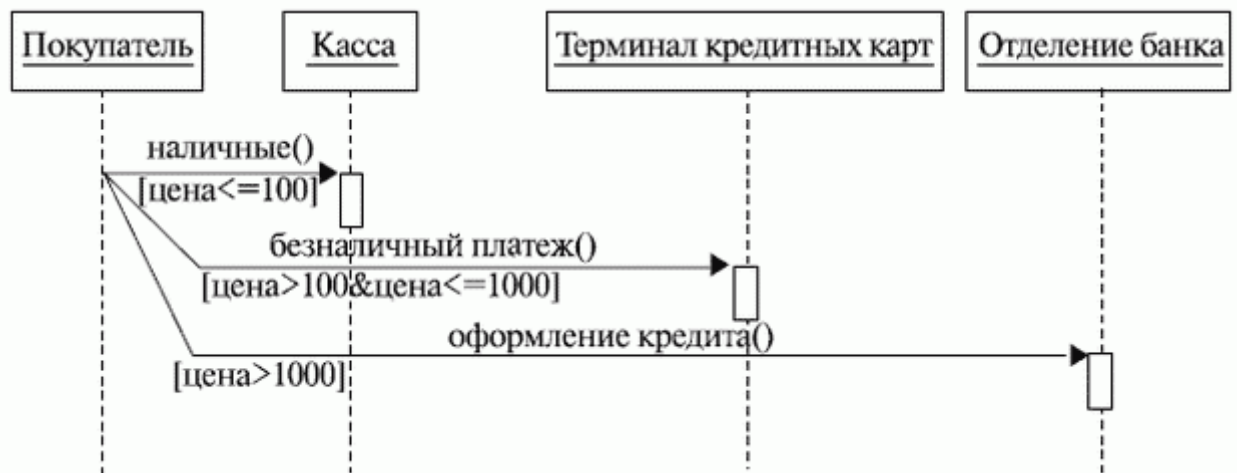 Покупатель
Касса
Терминал кредитных карт
Отделение банка
наличные()
[цена<=100]
безналичный платеж()
[цена>100&цена<=1000]
оформление кредита()
[цена>1000]